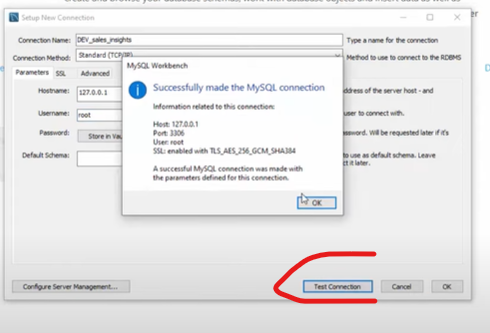 Setup New Connection
Connection Name: DEV_sales_insights Type a name for the connection
Connection Method: Standard (TCP/IP) Method to use to connect to the RDBMS
Parameters SSL Advanced
MySQL Workbench
Successfully made the MySQL connection
Information related to this connection:
Host: 127.0.0.1
Port: 3306
User: root
SSL: enabled with TLS_AES_256_GCM_SHA384
A successful MySQL connection was made with
the parameters defined for this connection.
OK
Hostname: 127.0.0.1 ddress of the server host - and
Username: root user to connect with.
Password: Store in Vau ssword. Will be requested later if it's
Default Schema: to use as default schema. Leave
ct it later.
Configure Server Management... Test Connection Cancel OK